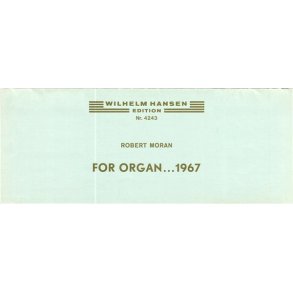 WILHELM HANSEN
EDITION
Nr. 4243
ROBERT MORAN
FOR ORGAN...1967